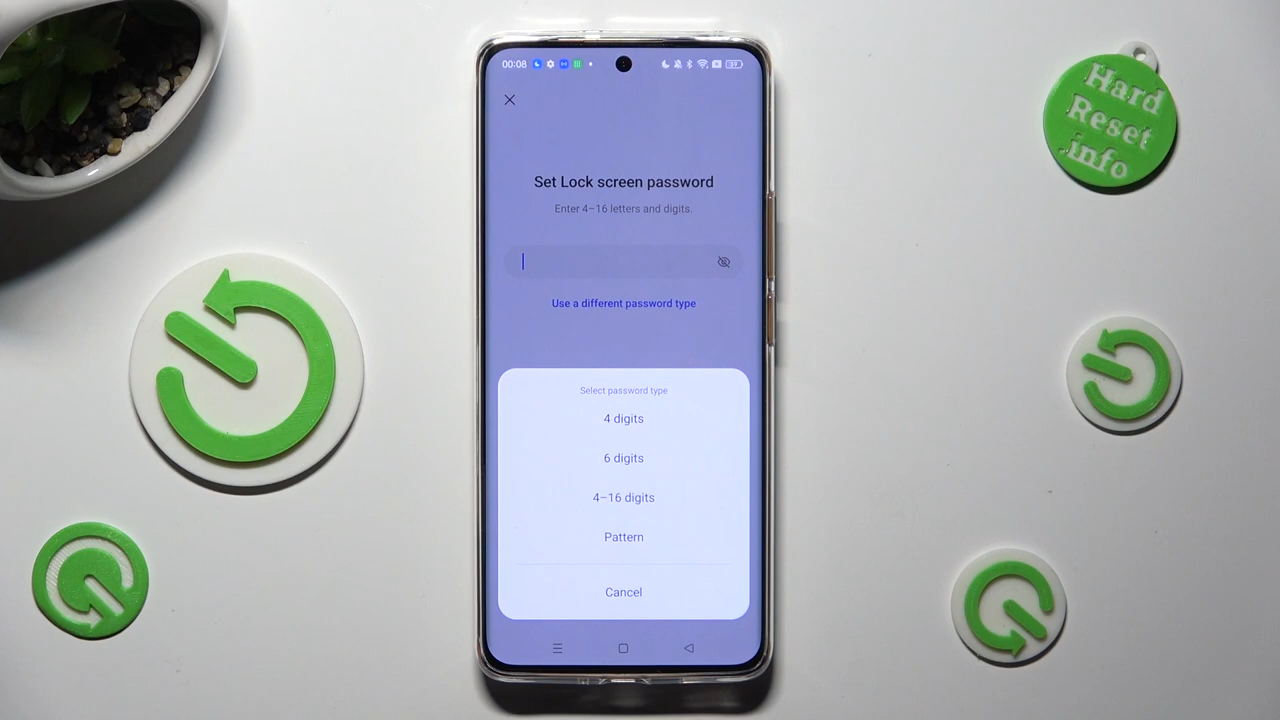 00:08
37
Set Lock screen password
Enter 4–16 letters and digits.
Use a different password type
Select password type
4 digits
6 digits
4–16 digits
Pattern
Cancel
Hard
Reset
info